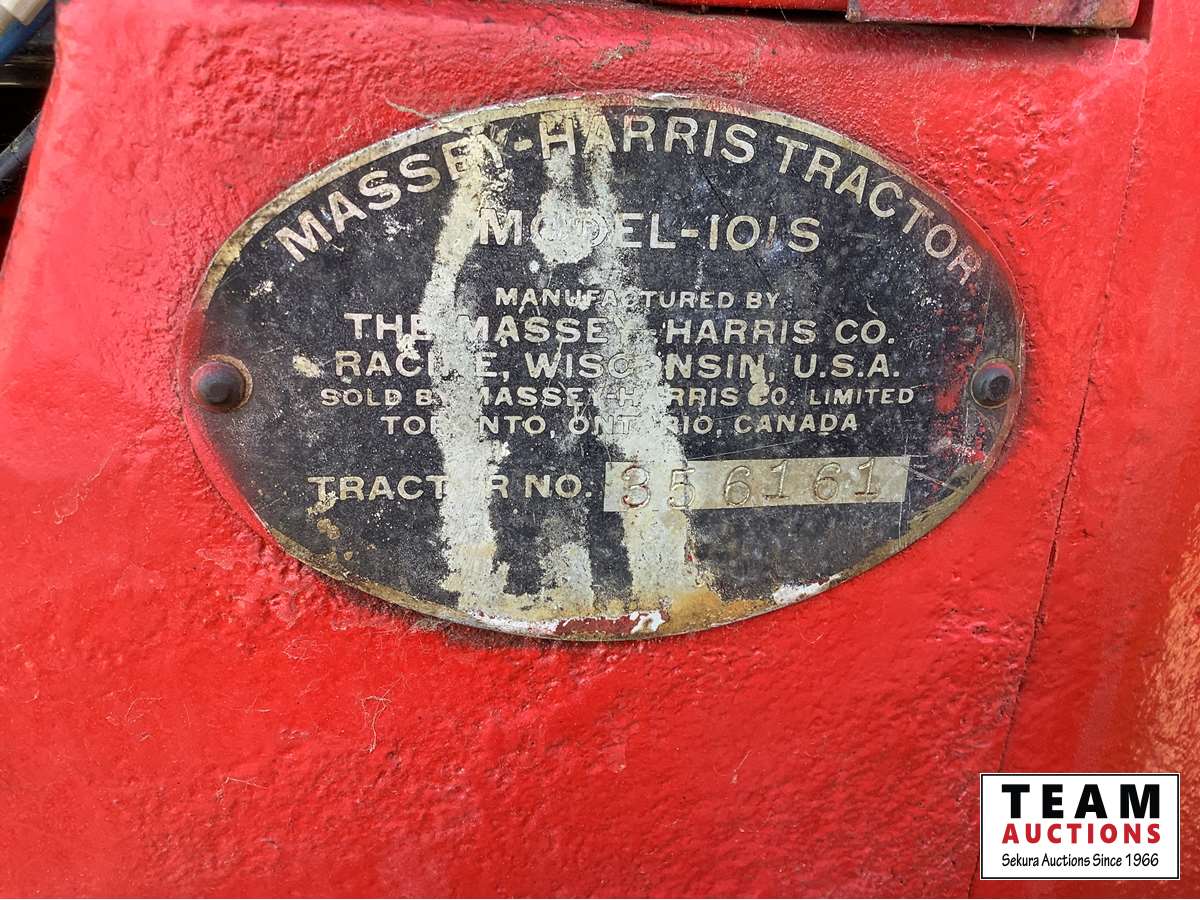 MASSEY-HARRIS TRACTOR
MODEL-101S
MANUFACTURED BY
THE MASSEY-HARRIS CO.
RACINE, WISCONSIN, U.S.A.
SOLD BY MASSEY-HARRIS CO. LIMITED
TORONTO, ONTARIO, CANADA
TRACTOR NO. 356161
TEAM
AUCTIONS
Sekura Auctions Since 1966